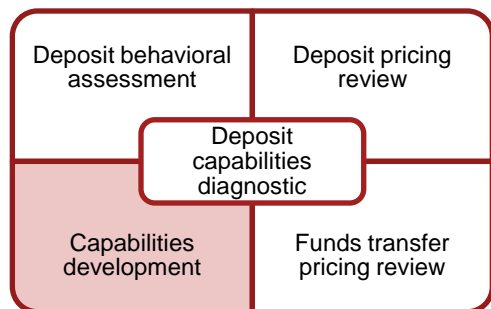 Deposit behavioral
assessment
Deposit pricing
review
Deposit
capabilities
diagnostic
Capabilities
development
Funds transfer
pricing review